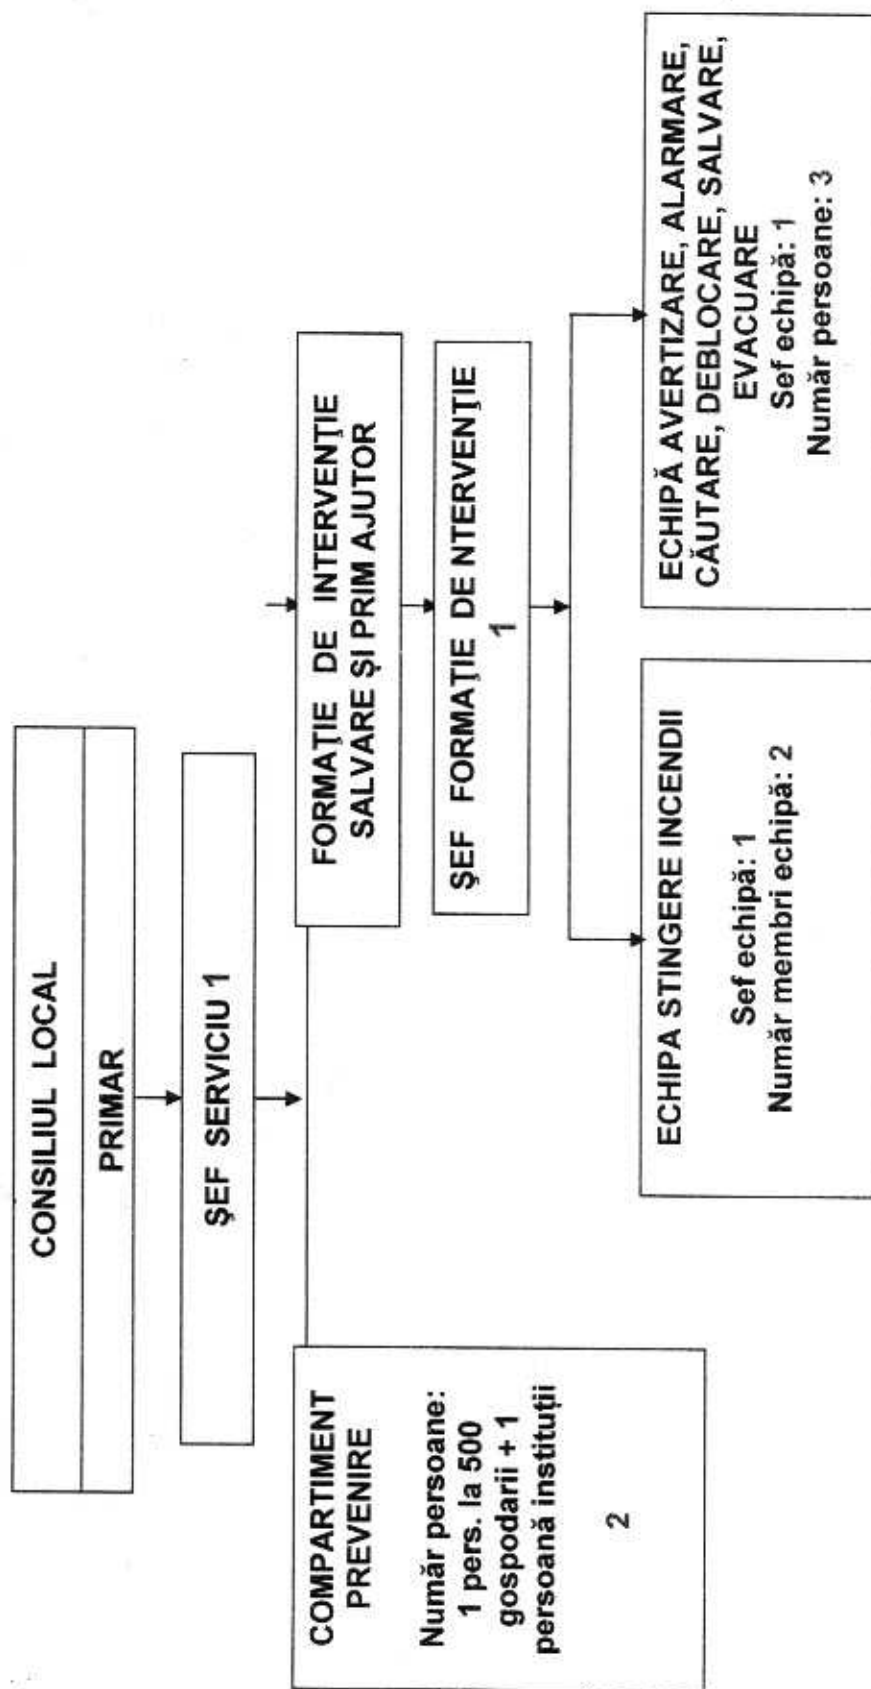 CONSILIUL LOCAL
PRIMAR
ŞEF SERVICIU 1
COMPARTIMENT
PREVENIRE
Număr persoane:
1 pers. la 500
gospodarii + 1
persoană instituții
2
FORMAŢIE DE INTERVENŢIE
SALVARE ŞI PRIM AJUTOR
ŞEF FORMAŢIE DE NTERVENŢIE
1
ECHIPA STINGERE INCENDII
Sef echipă: 1
Număr membri echipă: 2
ECHIPĂ AVERTIZARE, ALARMARE,
CĂUTARE, DEBLOCARE, SALVARE,
EVACUARE
Sef echipă: 1
Număr persoane: 3